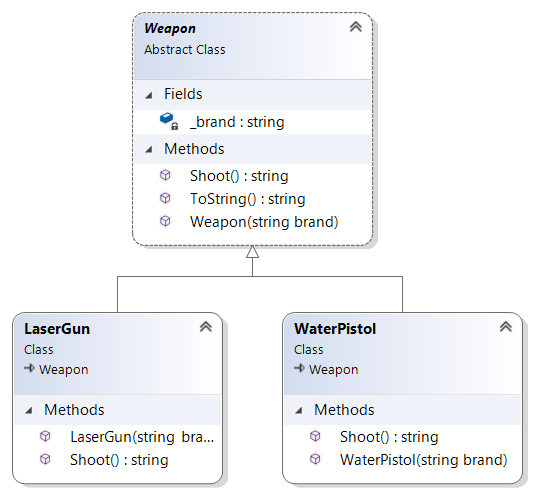 Weapon
Abstract Class
Fields
_brand : string
Methods
Shoot() : string
ToString() : string
Weapon(string brand)
LaserGun
Class
Weapon
Methods
LaserGun(string bra...
Shoot() : string
WaterPistol
Class
Weapon
Methods
Shoot() : string
WaterPistol(string brand)